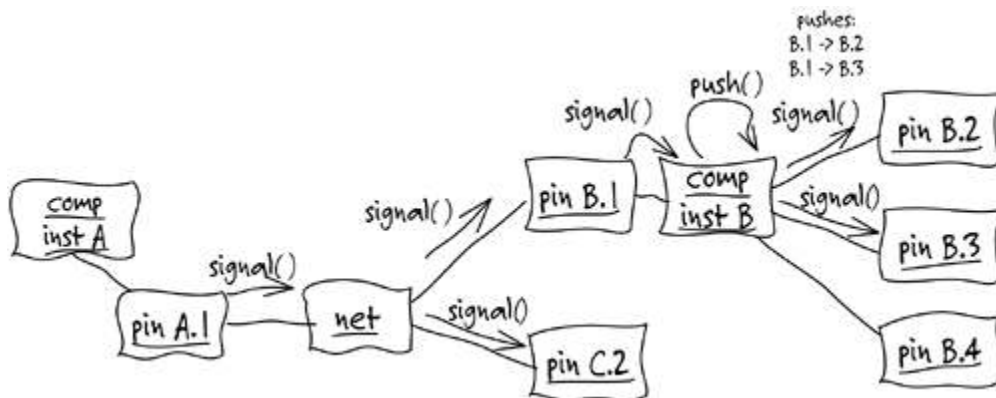 pushes:
B.1 -> B.2
B.1 -> B.3
push()
signal()
signal()
pin B.2
comp
inst A
signal()
pin B.1
comp
inst B
signal()
pin B.3
signal()
pin A.1
net
signal()
pin C.2
pin B.4